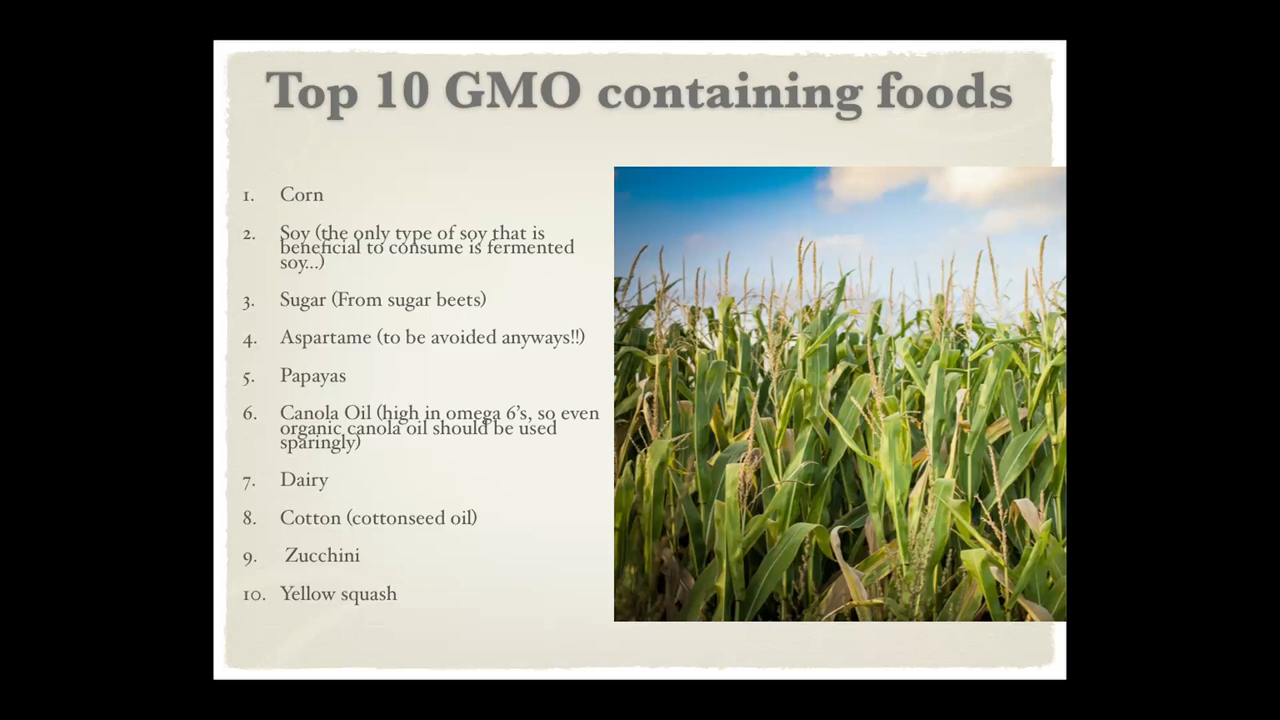 Top 10 GMO containing foods
1. Corn
2. Soy (the only type of soy that is
beneficial to consume is fermented
soy...)
3. Sugar (From sugar beets)
4. Aspartame (to be avoided anyways!!)
5. Papayas
6. Canola Oil (high in omega 6's, so even
organic canola oil should be used
sparingly)
7. Dairy
8. Cotton (cottonseed oil)
9. Zucchini
10. Yellow squash